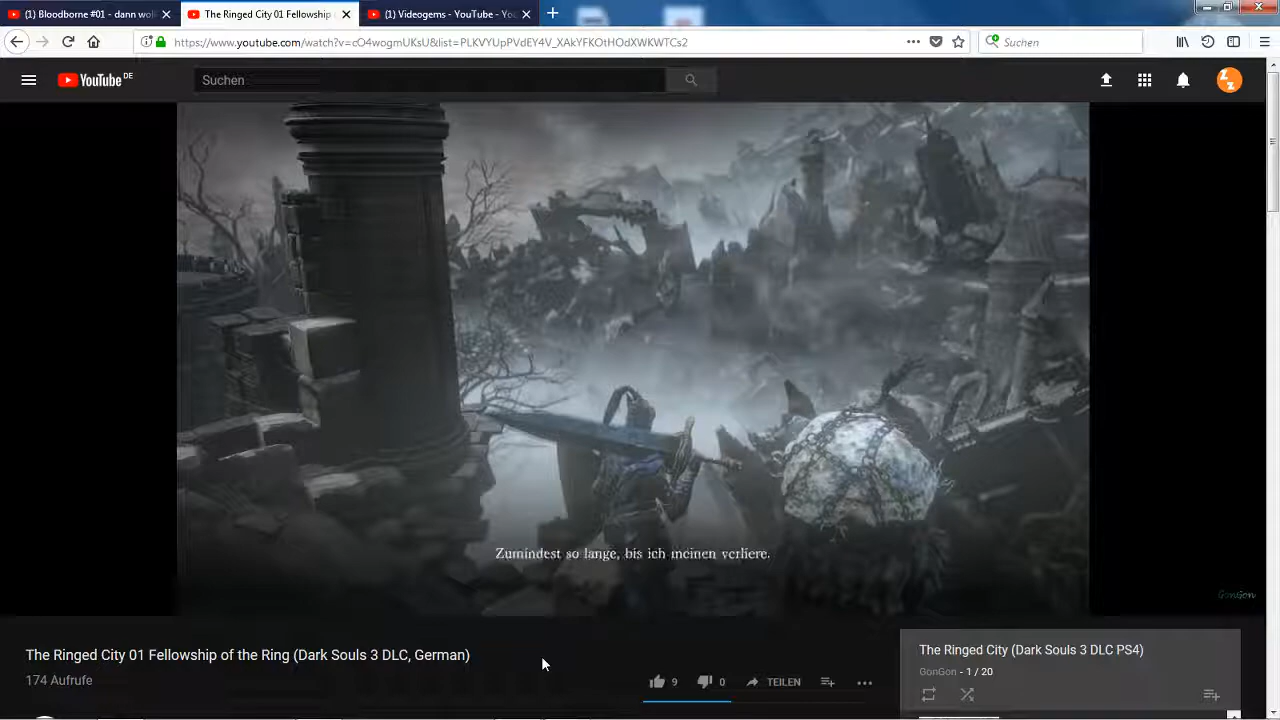 (1) Bloodborne #01 - dann wol
The Ringed City 01 Fellowship
(1) Videogems - YouTube - Yo
https://www.youtube.com/watch?v=cO4wogmUKsU&list=PLKVYUpPVdEY4V_XAkYFKOtHOdXWKWTCs2
Suchen
YouTube DE
Suchen
Zumindest so lange, bis ich meinen verliere.
GonGon
The Ringed City 01 Fellowship of the Ring (Dark Souls 3 DLC, German)
174 Aufrufe
9
0
TEILEN
The Ringed City (Dark Souls 3 DLC PS4)
GonGon - 1 / 20